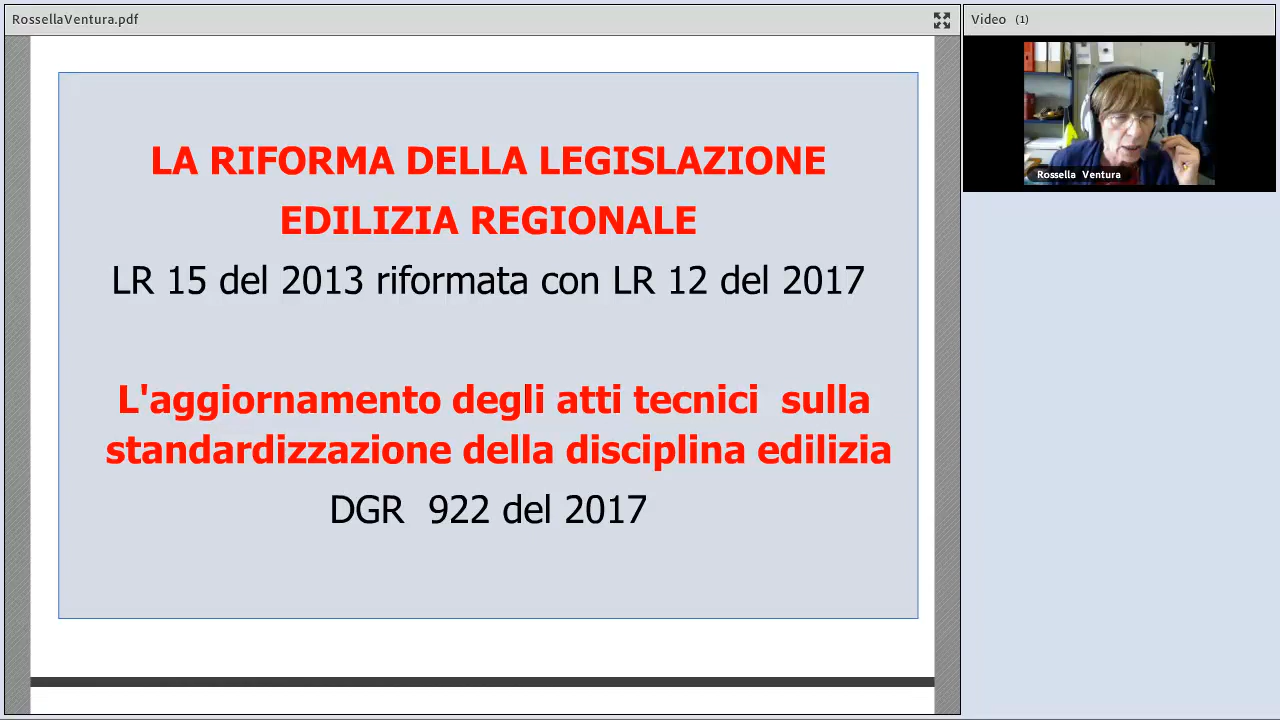 RossellaVentura.pdf
Video (1)
Rossella Ventura
LA RIFORMA DELLA LEGISLAZIONE
EDILIZIA REGIONALE
LR 15 del 2013 riformata con LR 12 del 2017
L'aggiornamento degli atti tecnici sulla
standardizzazione della disciplina edilizia
DGR 922 del 2017